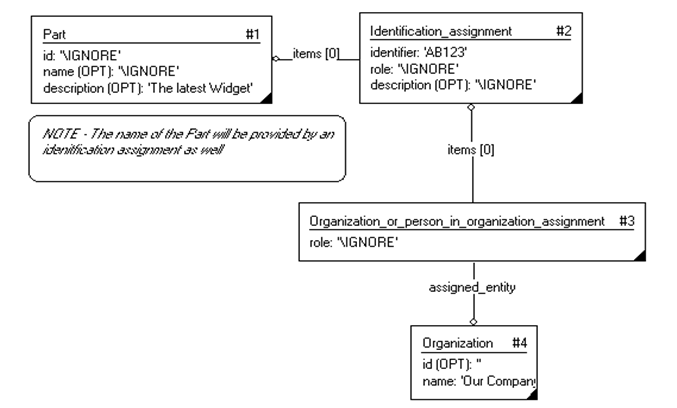 Part #1
id: '\IGNORE'
name (OPT): '\IGNORE'
description (OPT): 'The latest Widget'
items [0]
Identification_assignment #2
identifier: 'AB123'
role: '\IGNORE'
description (OPT): '\IGNORE'
NOTE - The name of the Part will be provided by an
idenitfication assignment as well
items [0]
Organization_or_person_in_organization_assignment #3
role: '\IGNORE'
assigned_entity
Organization #4
id (OPT): ''
name: 'Our Company